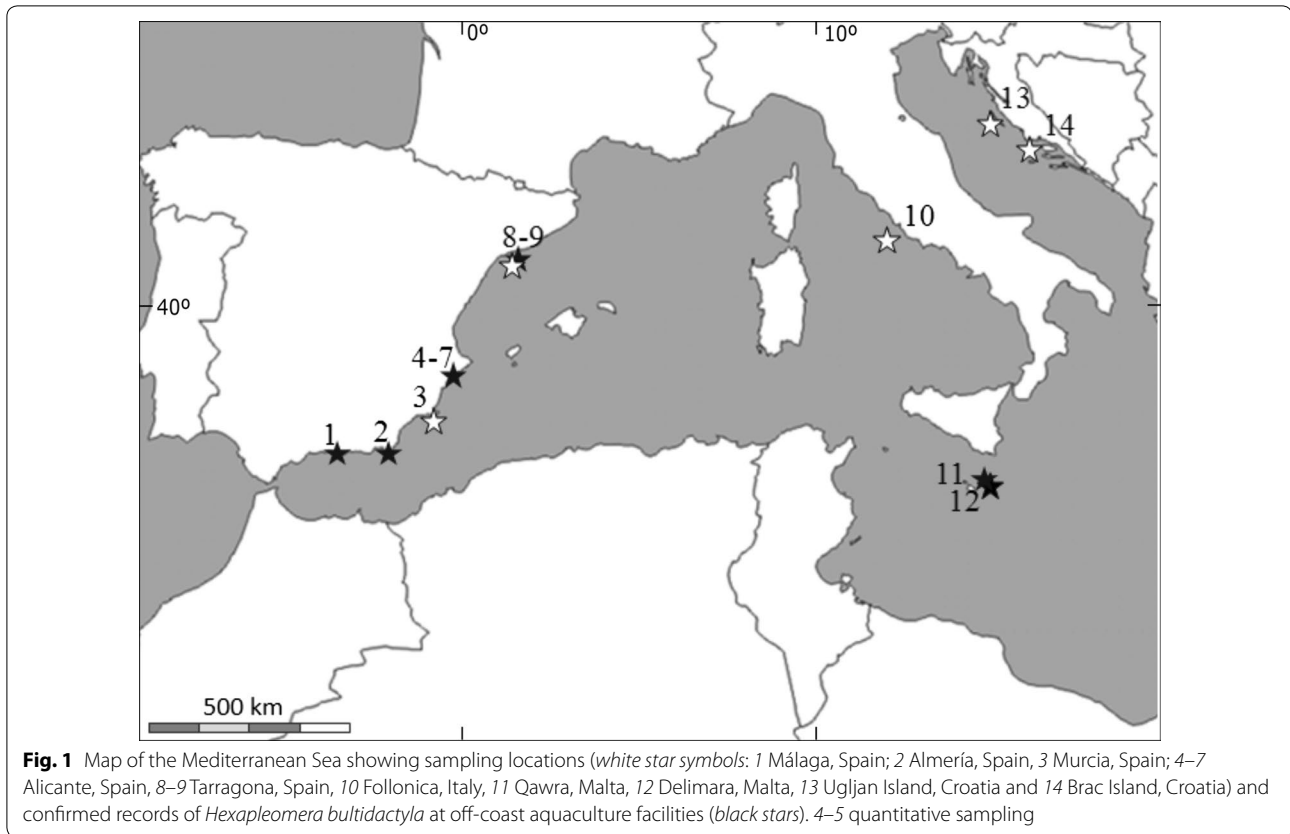 0º
10º
13
14
10
8-9
40º
4-7
3
1
2
11
12
500 km
Fig. 1 Map of the Mediterranean Sea showing sampling locations (white star symbols: 1 Málaga, Spain; 2 Almería, Spain, 3 Murcia, Spain; 4–7
Alicante, Spain, 8–9 Tarragona, Spain, 10 Follonica, Italy, 11 Qawra, Malta, 12 Delimara, Malta, 13 Ugljan Island, Croatia and 14 Brac Island, Croatia) and
confirmed records of Hexapleomera bultidactyla at off-coast aquaculture facilities (black stars). 4–5 quantitative sampling